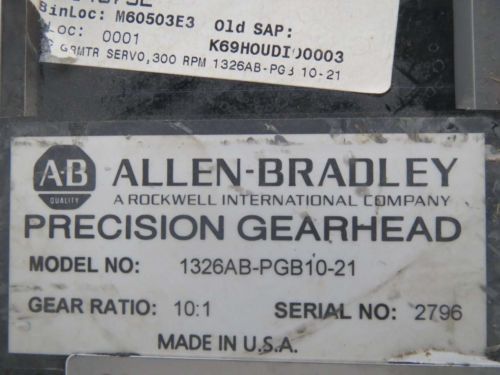 BinLoc: M60503E3 Old SAP:
LOC: 0001 K69HOUDI00003
GRMTR SERVO,300 RPM 1326AB-PGB 10-21
A-B
QUALITY
ALLEN-BRADLEY
A ROCKWELL INTERNATIONAL COMPANY
PRECISION GEARHEAD
MODEL NO: 1326AB-PGB10-21
GEAR RATIO: 10:1 SERIAL NO: 2796
MADE IN U.S.A.